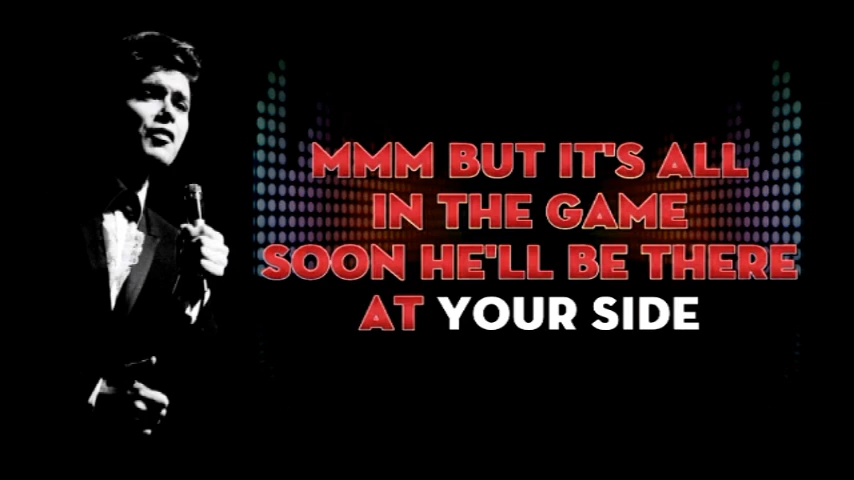 MMM BUT IT'S ALL
IN THE GAME
SOON HE'LL BE THERE
AT YOUR SIDE